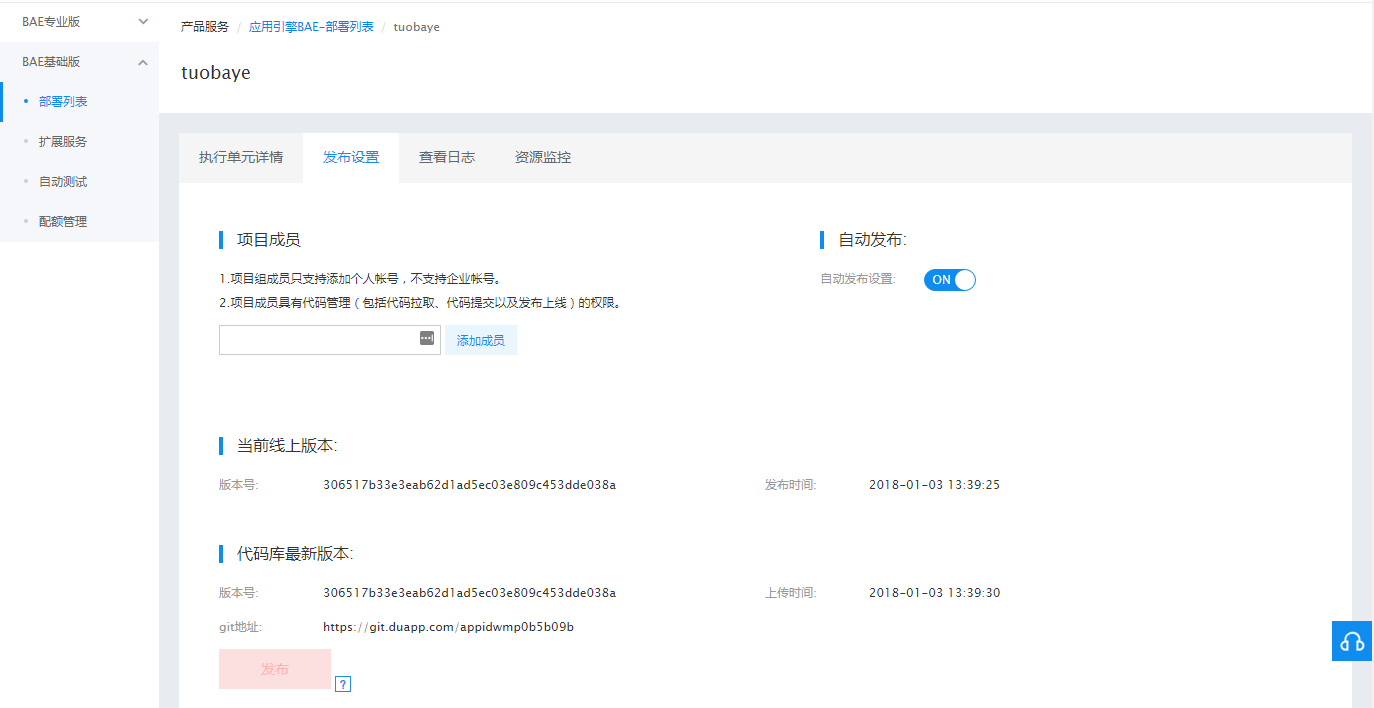 BAE专业版
BAE基础版
部署列表
扩展服务
自动测试
配额管理
产品服务 / 应用引擎BAE-部署列表 / tuobaye
tuobaye
执行单元详情 发布设置 查看日志 资源监控
项目成员
1.项目组成员只支持添加个人帐号，不支持企业帐号。
2.项目成员具有代码管理（包括代码拉取、代码提交以及发布上线）的权限。
添加成员
自动发布:
自动发布设置: ON
当前线上版本:
版本号: 306517b33e3eab62d1ad5ec03e809c453dde038a 发布时间: 2018-01-03 13:39:25
代码库最新版本:
版本号: 306517b33e3eab62d1ad5ec03e809c453dde038a 上传时间: 2018-01-03 13:39:30
git地址: https://git.duapp.com/appidwmp0b5b09b
发布 ?